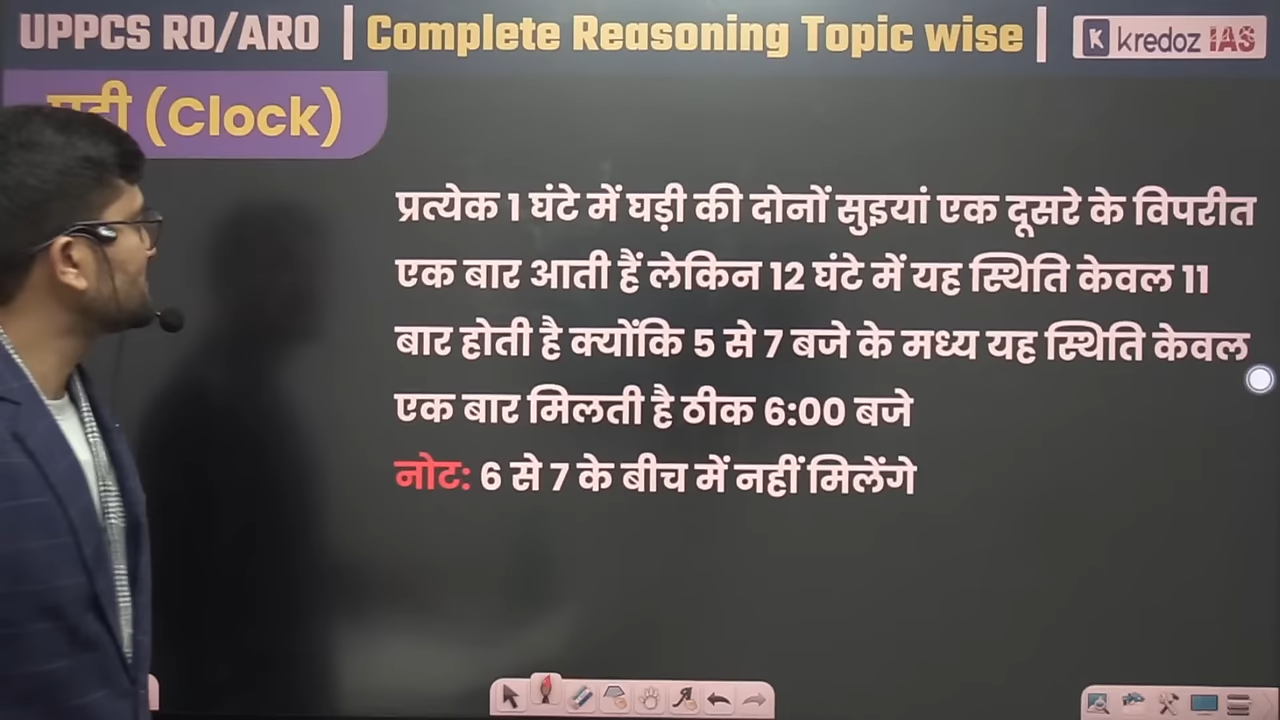 UPPCS RO/ARO | Complete Reasoning Topic wise |
K kredoz IAS
(Clock)
प्रत्येक 1 घंटे में घड़ी की दोनों सुइयां एक दूसरे के विपरीत
एक बार आती हैं लेकिन 12 घंटे में यह स्थिति केवल 11
बार होती है क्योंकि 5 से 7 बजे के मध्य यह स्थिति केवल
एक बार मिलती है ठीक 6:00 बजे
नोट: 6 से 7 के बीच में नहीं मिलेंगे